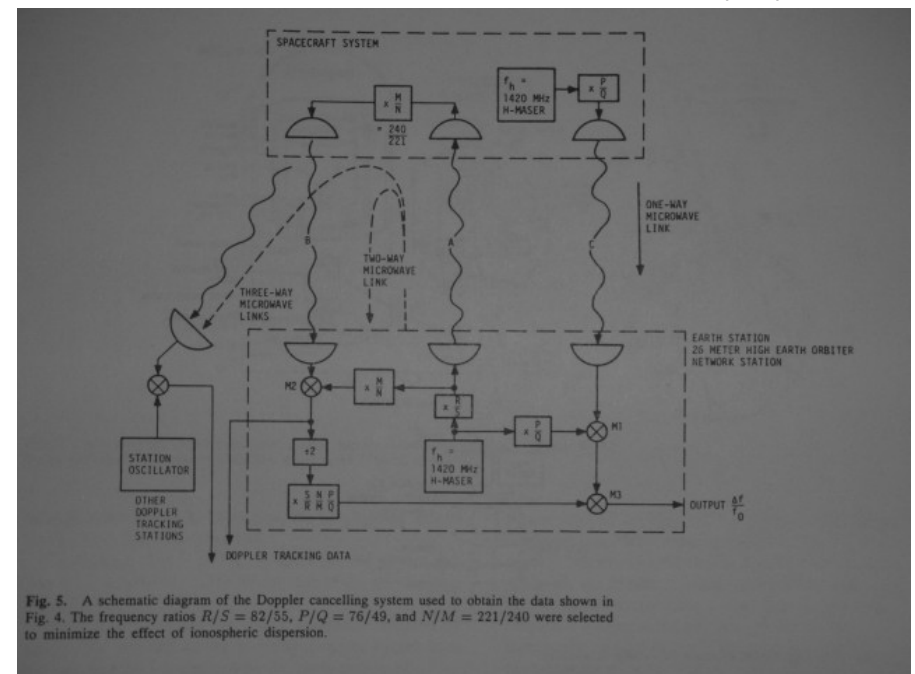 SPACECRAFT SYSTEM
f_h =
1420 MHz
H-MASER
x P/Q
x M/N
= 240/221
ONE-WAY
MICROWAVE
LINK
B
A
C
TWO-WAY
MICROWAVE
LINK
THREE-WAY
MICROWAVE
LINKS
EARTH STATION
26 METER HIGH EARTH ORBITER
NETWORK STATION
M2
x M/N
x R/S
x P/Q
M1
STATION
OSCILLATOR
÷2
f_h =
1420 MHz
H-MASER
x S/R N/M P/Q
M3
OUTPUT Δf/f_0
OTHER
DOPPLER
TRACKING
STATIONS
DOPPLER TRACKING DATA
Fig. 5. A schematic diagram of the Doppler cancelling system used to obtain the data shown in
Fig. 4. The frequency ratios R/S = 82/55, P/Q = 76/49, and N/M = 221/240 were selected
to minimize the effect of ionospheric dispersion.